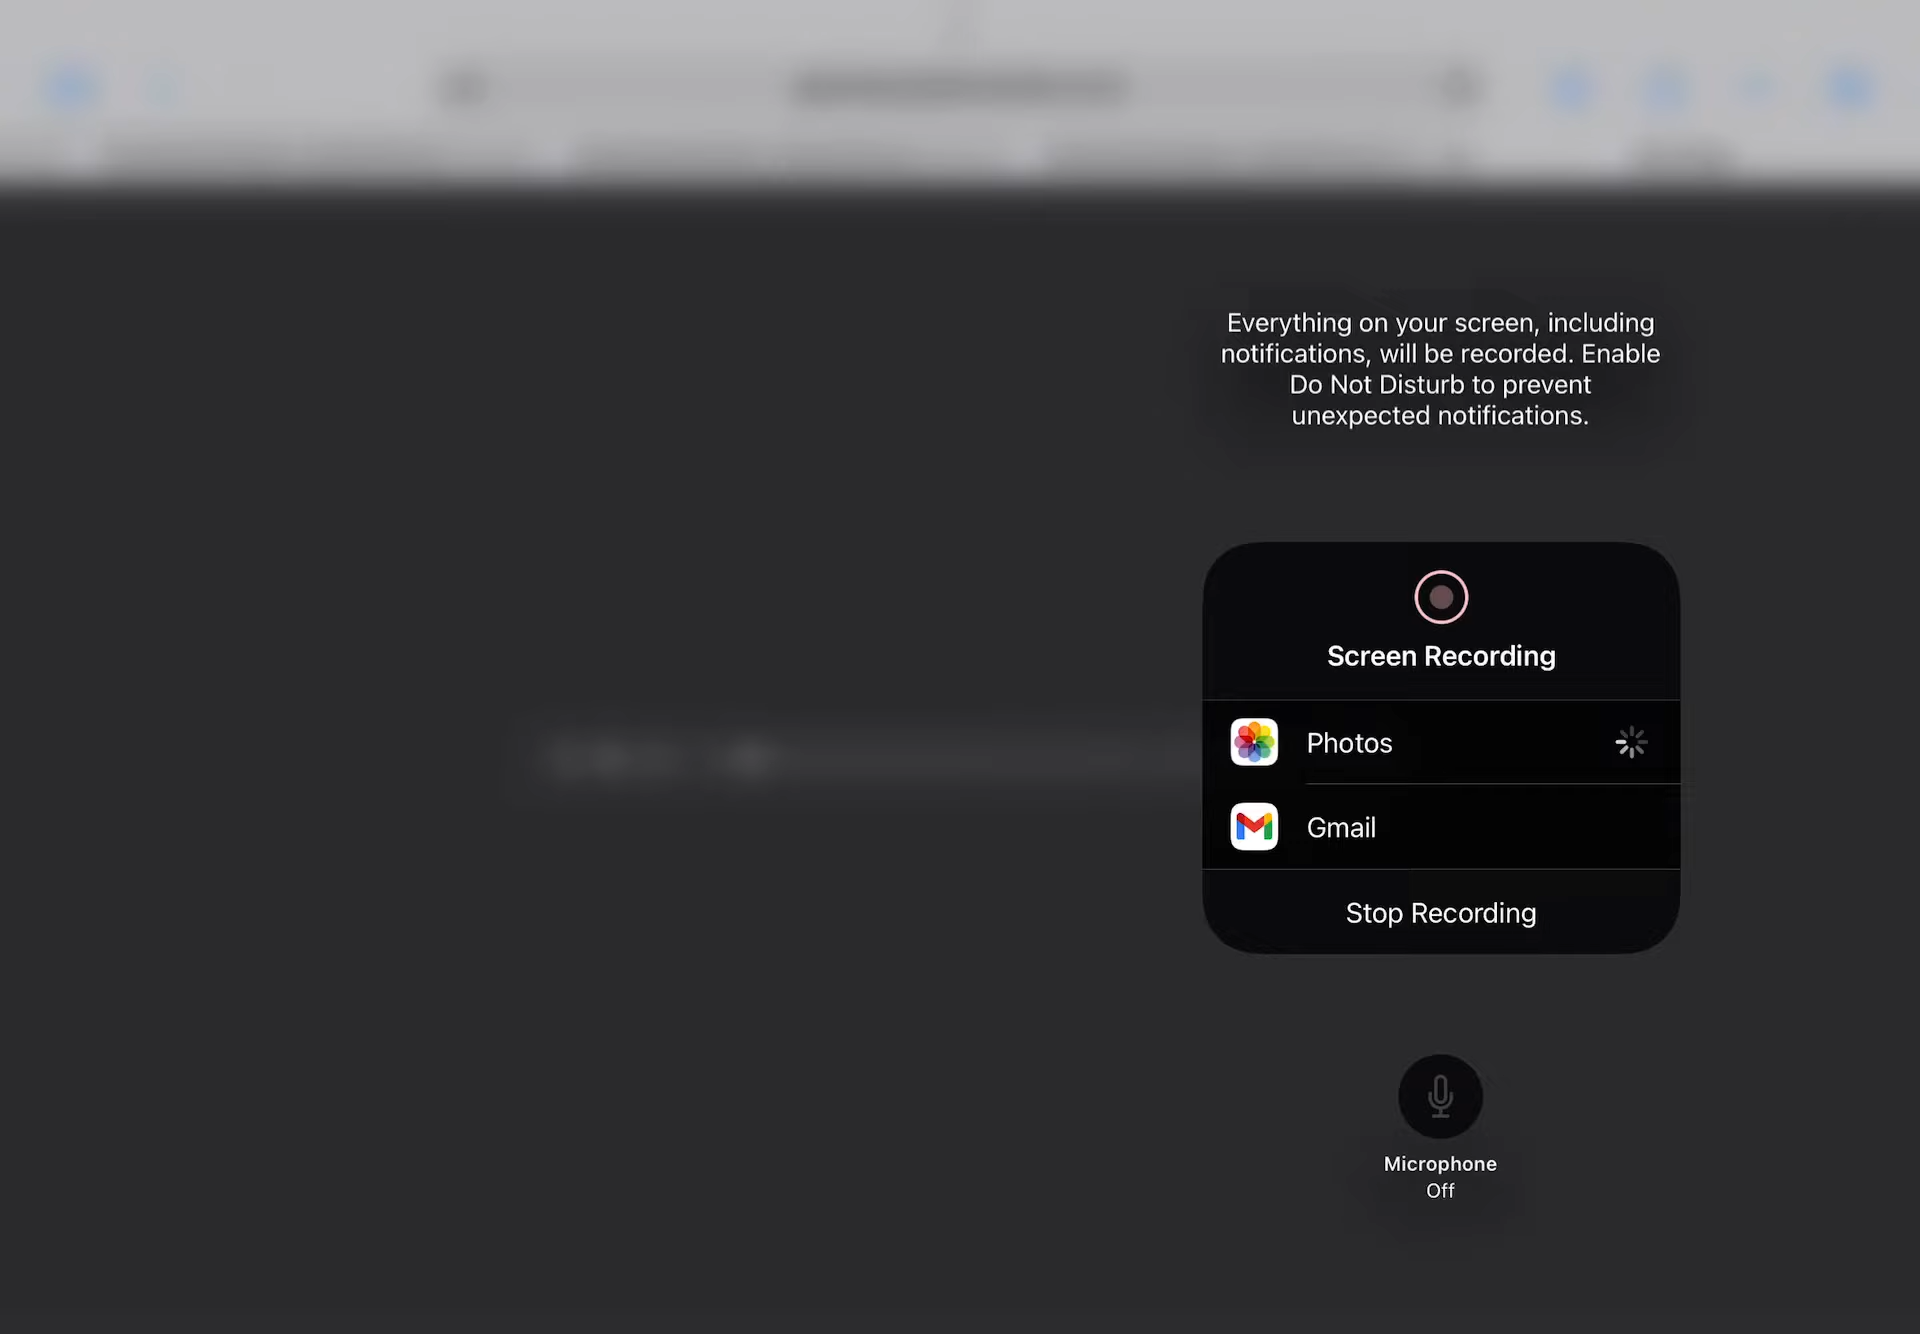 Everything on your screen, including
notifications, will be recorded. Enable
Do Not Disturb to prevent
unexpected notifications.
Screen Recording
Photos
Gmail
Stop Recording
Microphone
Off